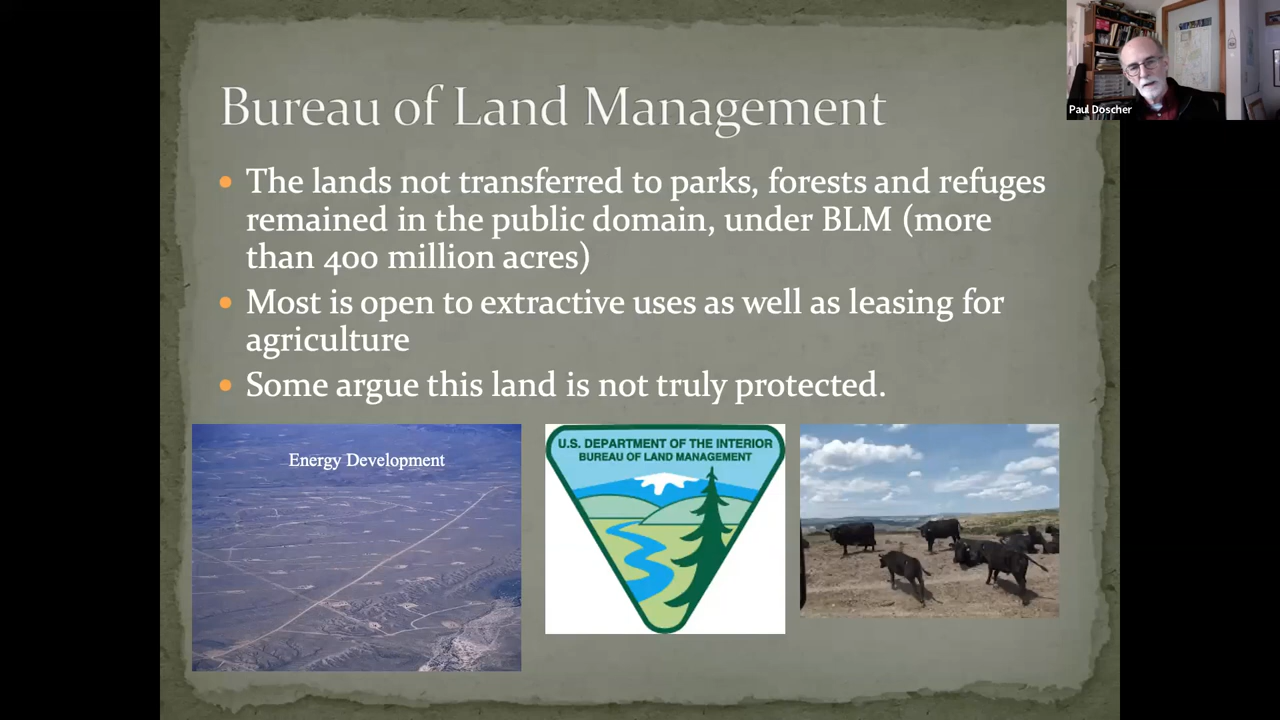 Bureau of Land Management
Paul Doscher
• The lands not transferred to parks, forests and refuges
remained in the public domain, under BLM (more
than 400 million acres)
• Most is open to extractive uses as well as leasing for
agriculture
• Some argue this land is not truly protected.
Energy Development
U.S. DEPARTMENT OF THE INTERIOR
BUREAU OF LAND MANAGEMENT